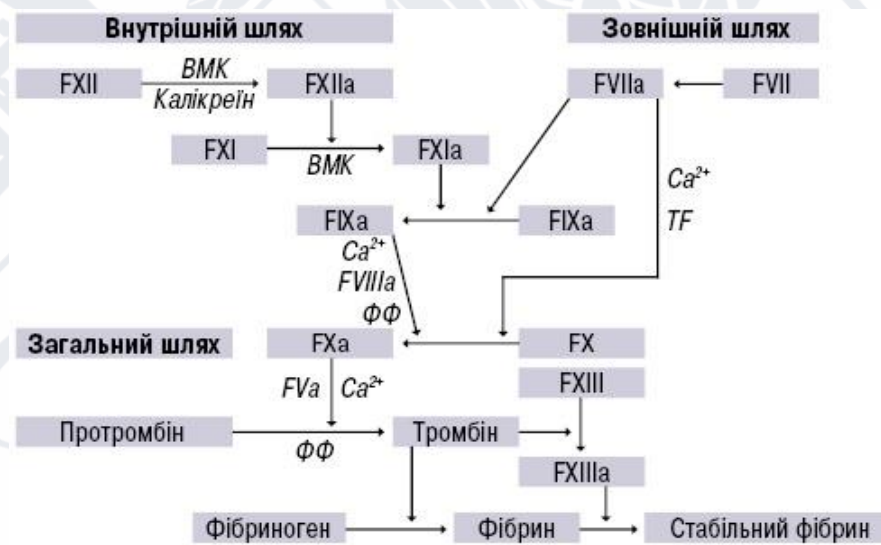 Внутрішній шлях
Зовнішній шлях
FXII
ВМК
Калікреїн
FXIIa
FVIIa
FVII
FXI
ВМК
FXIa
Ca²⁺
TF
FIXa
FIXa
Ca²⁺
FVIIIa
ФФ
Загальний шлях
FXa
FX
FVa
Ca²⁺
FXIII
Протромбін
ФФ
Тромбін
FXIIIa
Фібриноген
Фібрин
Стабільний фібрин